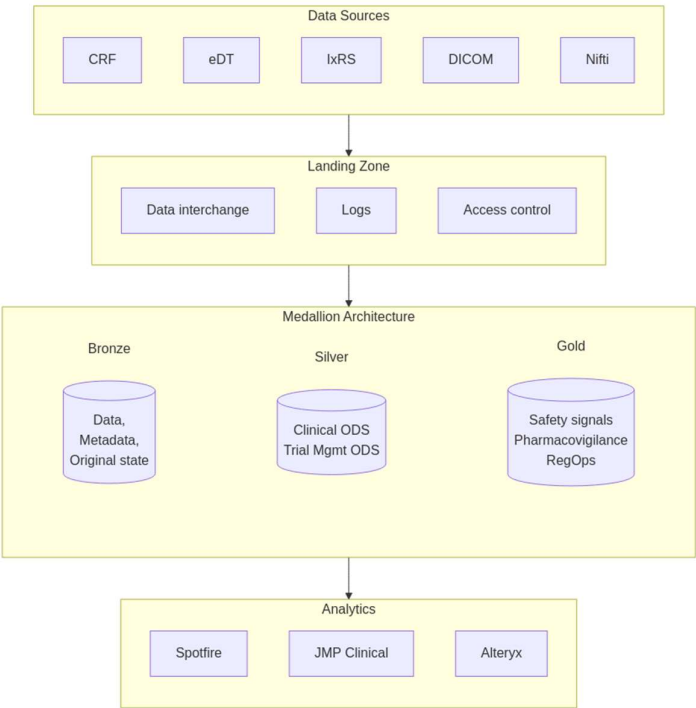 Data Sources
CRF
eDT
IxRS
DICOM
Nifti
Landing Zone
Data interchange
Logs
Access control
Medallion Architecture
Bronze
Data,
Metadata,
Original state
Silver
Clinical ODS
Trial Mgmt ODS
Gold
Safety signals
Pharmacovigilance
RegOps
Analytics
Spotfire
JMP Clinical
Alteryx